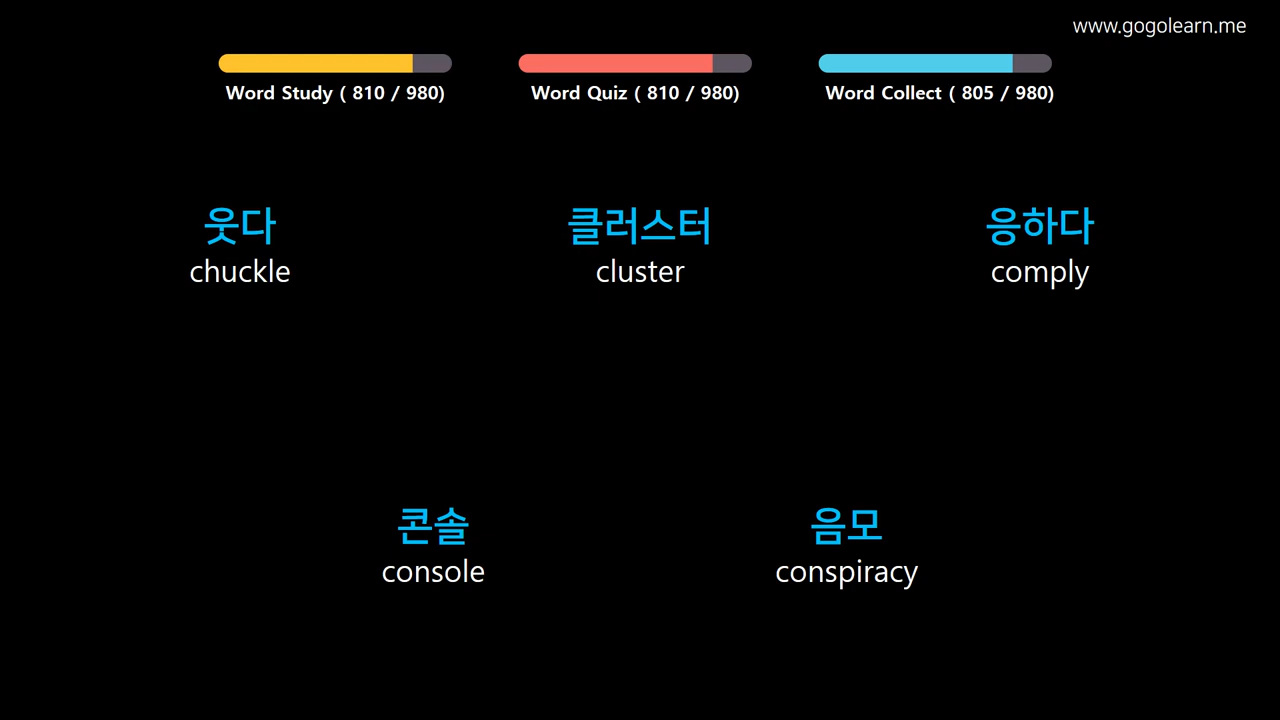 www.gogolearn.me
Word Study ( 810 / 980)
Word Quiz ( 810 / 980)
Word Collect ( 805 / 980)
웃다
chuckle
클러스터
cluster
응하다
comply
콘솔
console
음모
conspiracy